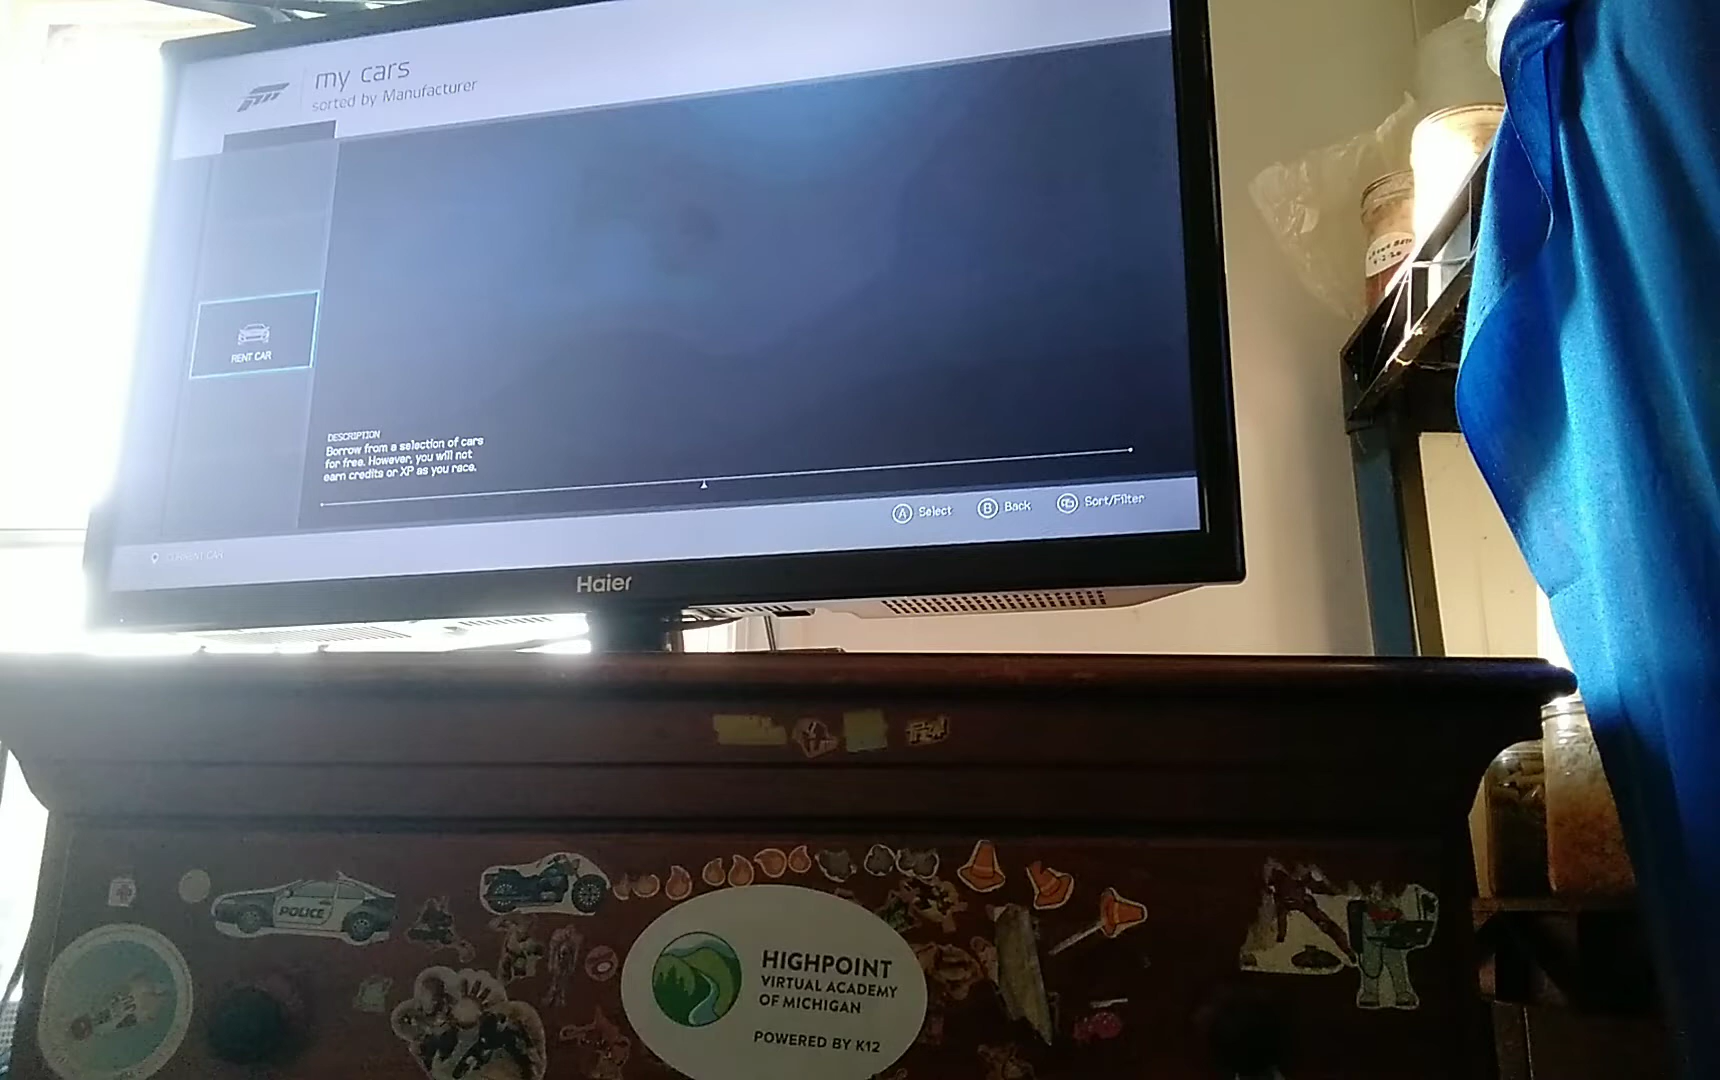 my cars
sorted by Manufacturer
RENT CAR
DESCRIPTION
Borrow from a selection of cars
for free. However, you will not
earn credits or XP as you race.
A Select B Back Sort/Filter
CURRENT CAR
Haier
POLICE
HIGHPOINT
VIRTUAL ACADEMY
OF MICHIGAN
POWERED BY K12